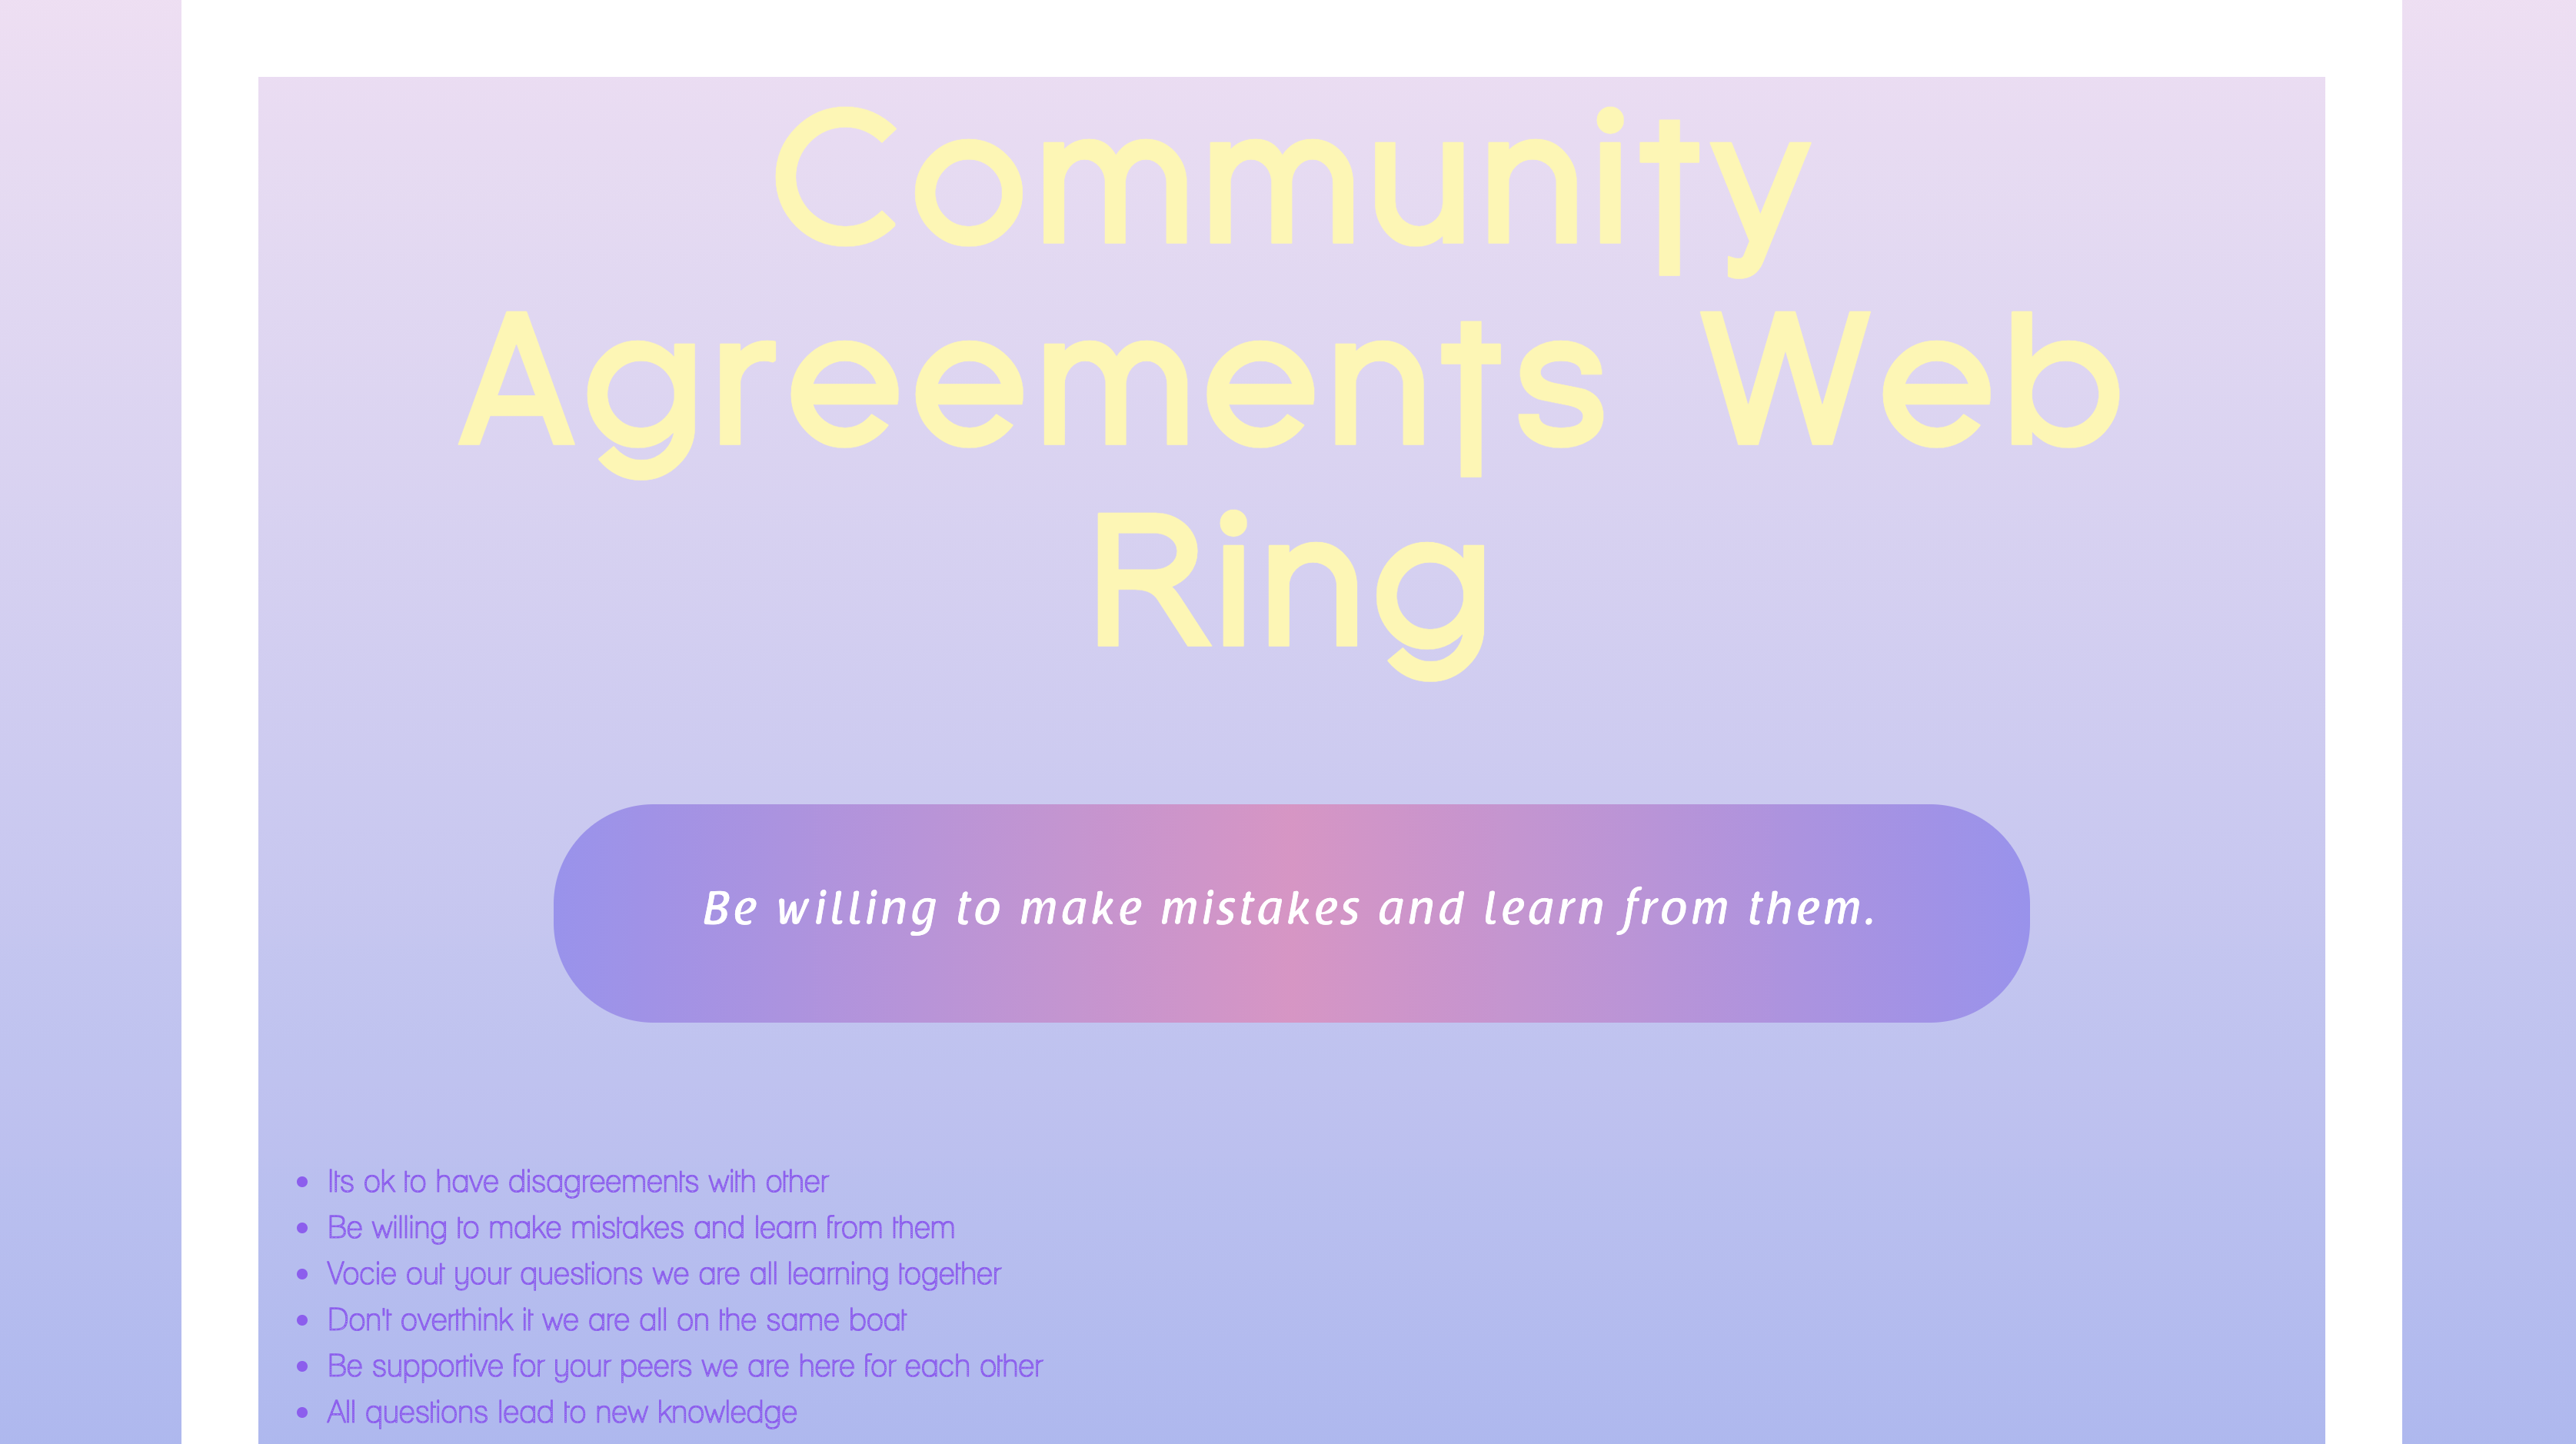 Community
Agreements Web
Ring
Be willing to make mistakes and learn from them.
Its ok to have disagreements with other
Be willing to make mistakes and learn from them
Vocie out your questions we are all learning together
Don't overthink it we are all on the same boat
Be supportive for your peers we are here for each other
All questions lead to new knowledge